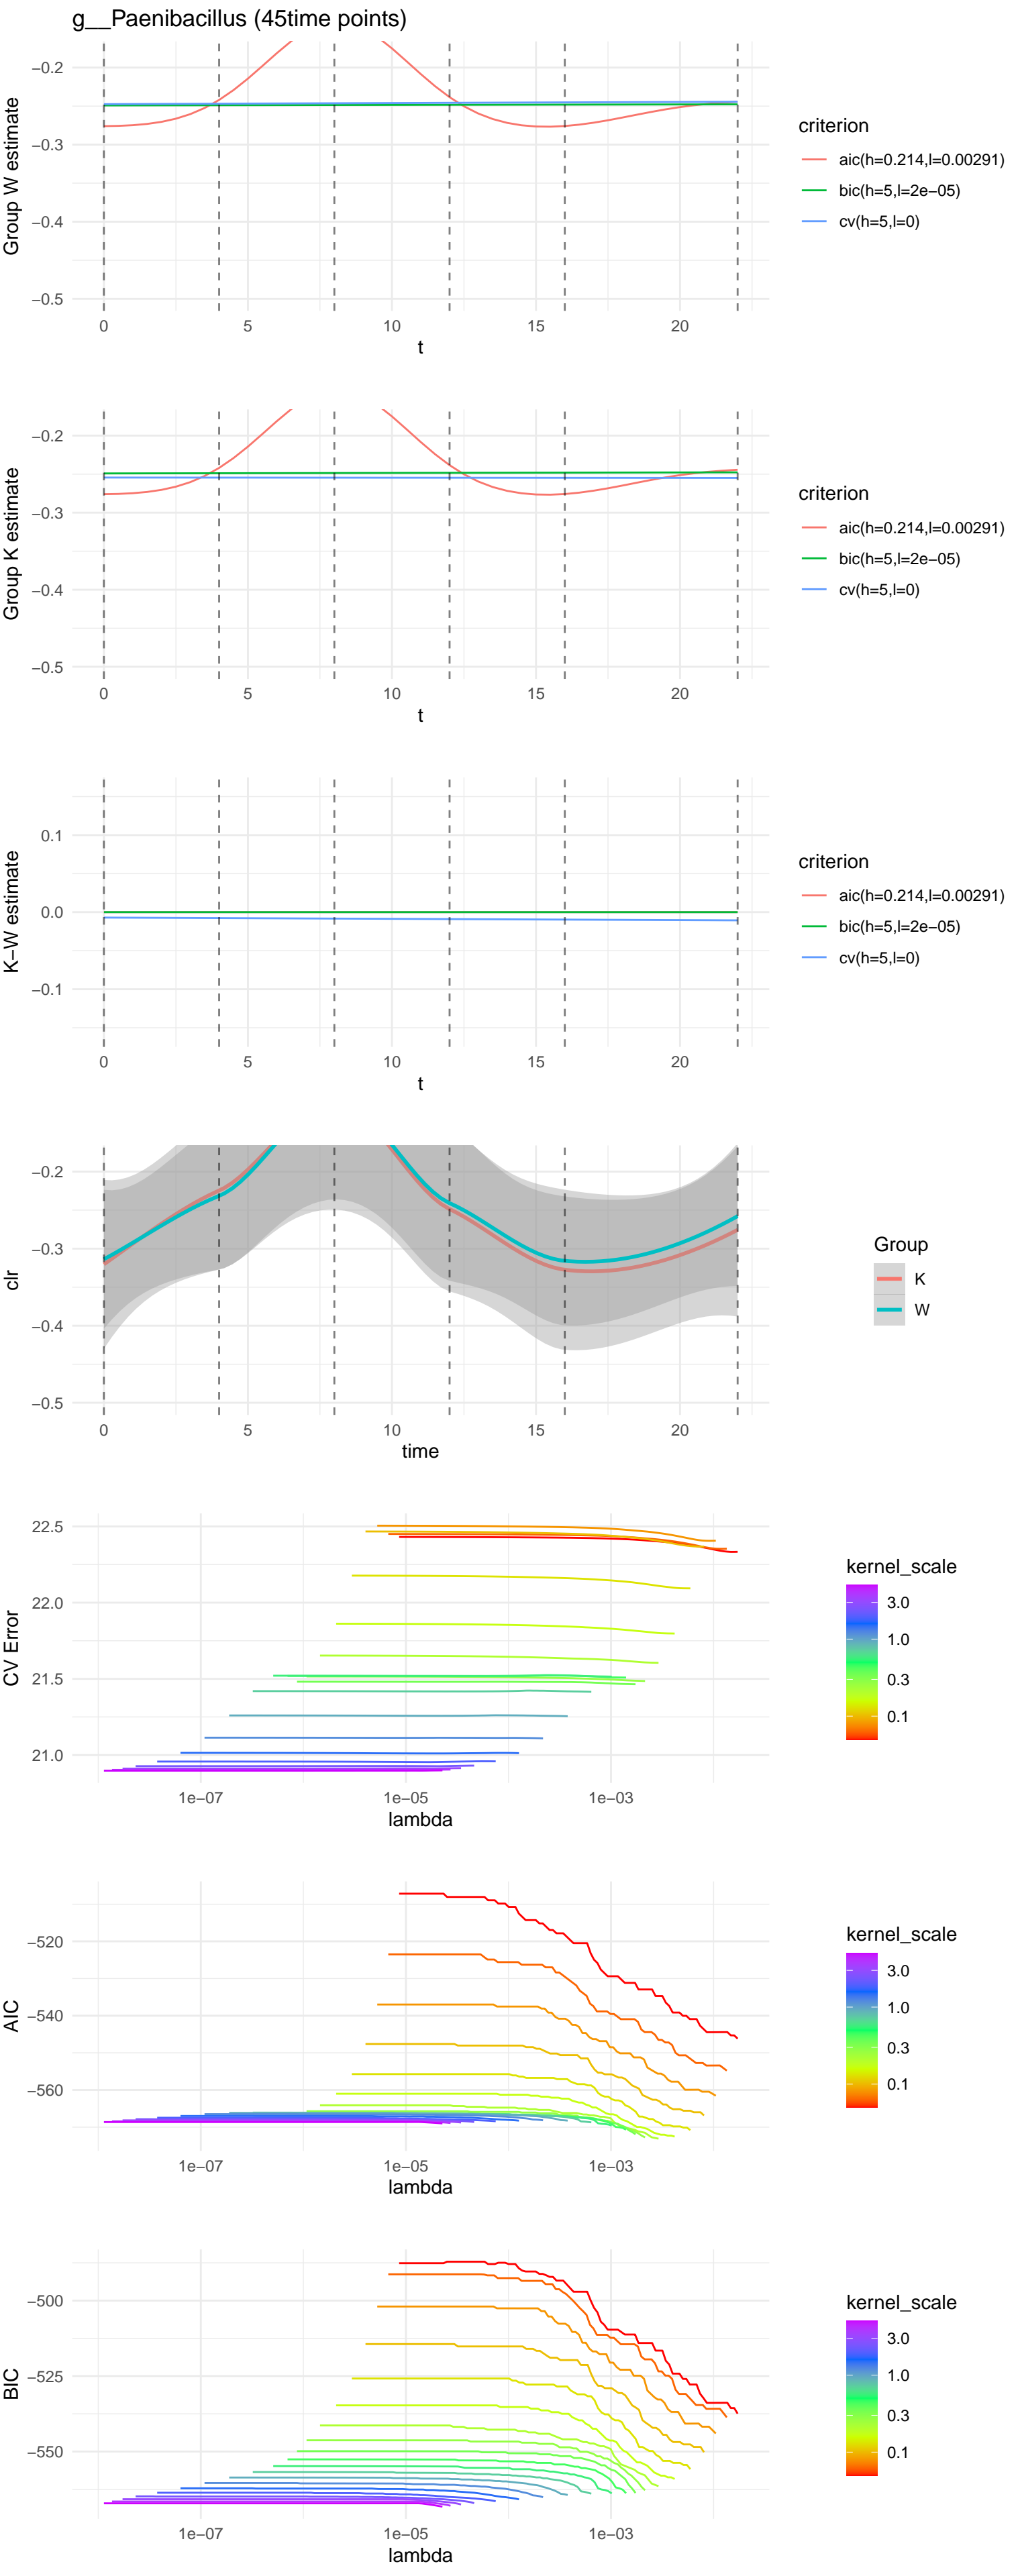 g__Paenibacillus (45time points)
Group W estimate
−0.2
−0.3
−0.4
−0.5
0 5 10 15 20
t
criterion
aic(h=0.214,l=0.00291)
bic(h=5,l=2e−05)
cv(h=5,l=0)
Group K estimate
−0.2
−0.3
−0.4
−0.5
0 5 10 15 20
t
criterion
aic(h=0.214,l=0.00291)
bic(h=5,l=2e−05)
cv(h=5,l=0)
K−W estimate
0.1
0.0
−0.1
0 5 10 15 20
t
criterion
aic(h=0.214,l=0.00291)
bic(h=5,l=2e−05)
cv(h=5,l=0)
clr
−0.2
−0.3
−0.4
−0.5
0 5 10 15 20
time
Group
K
W
CV Error
22.5
22.0
21.5
21.0
1e−07 1e−05 1e−03
lambda
kernel_scale
3.0
1.0
0.3
0.1
AIC
−520
−540
−560
1e−07 1e−05 1e−03
lambda
kernel_scale
3.0
1.0
0.3
0.1
BIC
−500
−525
−550
1e−07 1e−05 1e−03
lambda
kernel_scale
3.0
1.0
0.3
0.1